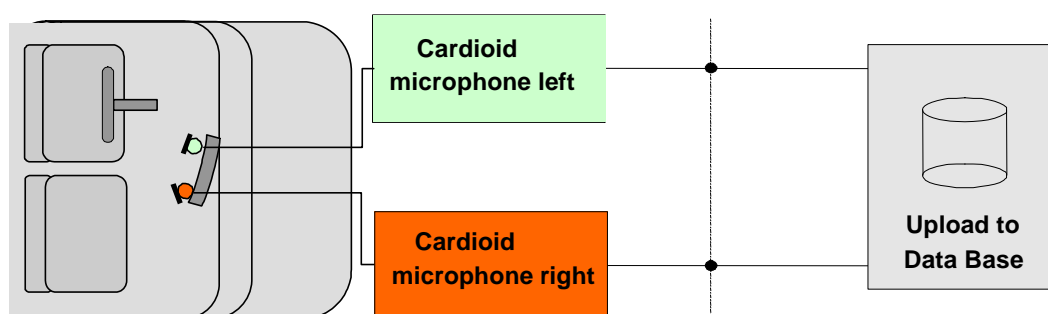 Cardioid
microphone left
Cardioid
microphone right
Upload to
Data Base